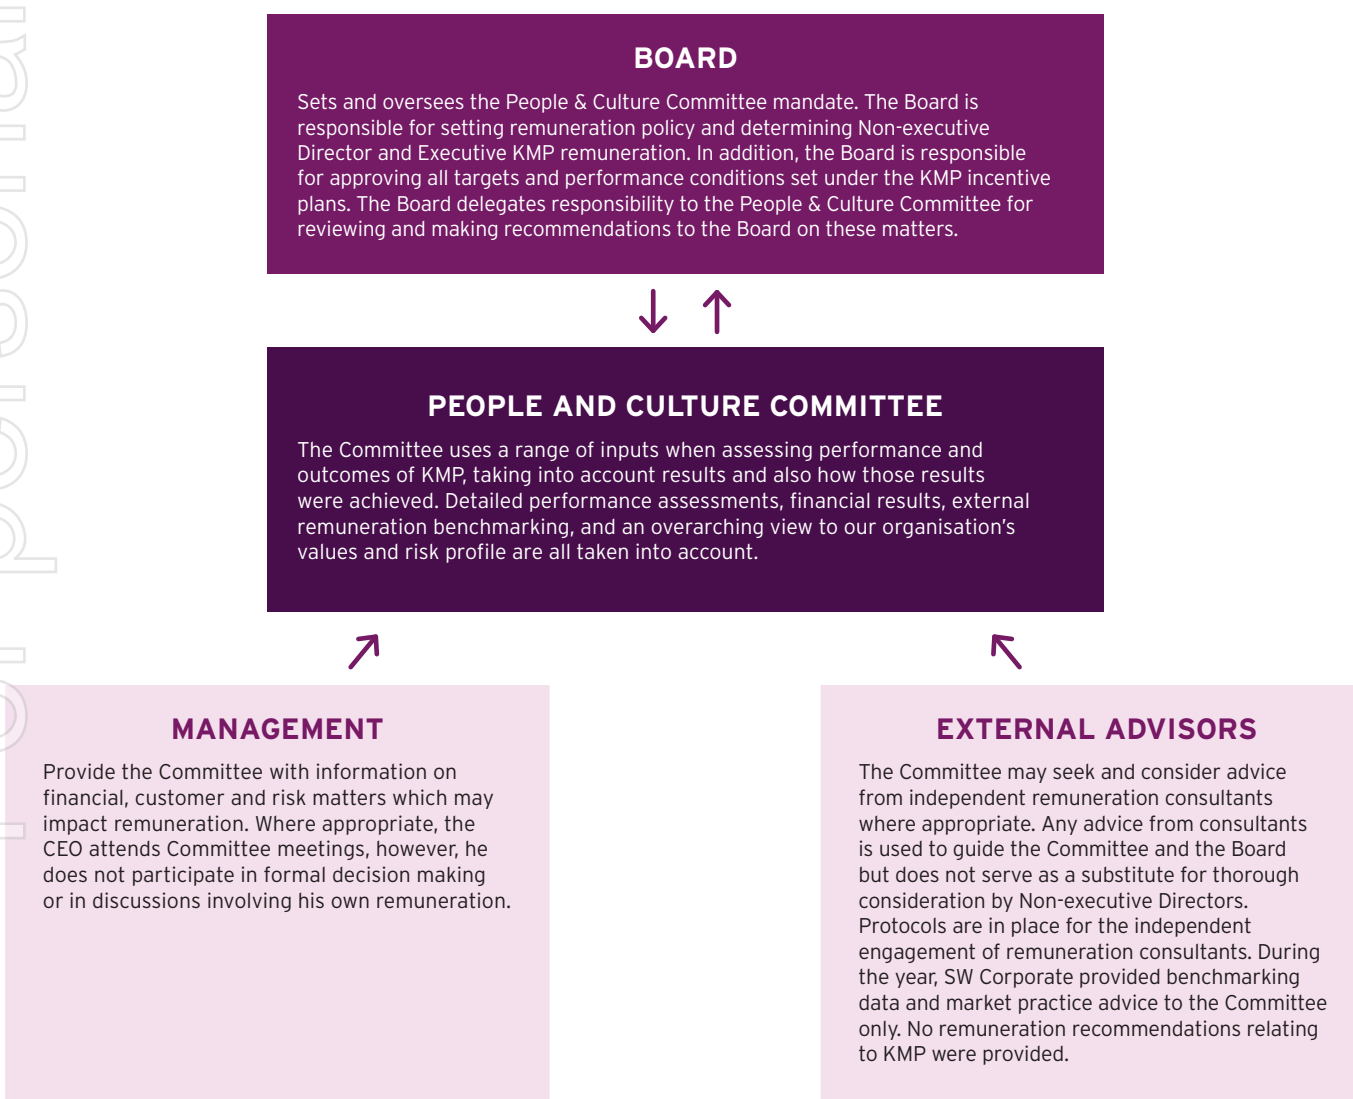 BOARD
Sets and oversees the People & Culture Committee mandate. The Board is
responsible for setting remuneration policy and determining Non-executive
Director and Executive KMP remuneration. In addition, the Board is responsible
for approving all targets and performance conditions set under the KMP incentive
plans. The Board delegates responsibility to the People & Culture Committee for
reviewing and making recommendations to the Board on these matters.
PEOPLE AND CULTURE COMMITTEE
The Committee uses a range of inputs when assessing performance and
outcomes of KMP, taking into account results and also how those results
were achieved. Detailed performance assessments, financial results, external
remuneration benchmarking, and an overarching view to our organisation's
values and risk profile are all taken into account.
MANAGEMENT
Provide the Committee with information on
financial, customer and risk matters which may
impact remuneration. Where appropriate, the
CEO attends Committee meetings, however, he
does not participate in formal decision making
or in discussions involving his own remuneration.
EXTERNAL ADVISORS
The Committee may seek and consider advice
from independent remuneration consultants
where appropriate. Any advice from consultants
is used to guide the Committee and the Board
but does not serve as a substitute for thorough
consideration by Non-executive Directors.
Protocols are in place for the independent
engagement of remuneration consultants. During
the year, SW Corporate provided benchmarking
data and market practice advice to the Committee
only. No remuneration recommendations relating
to KMP were provided.